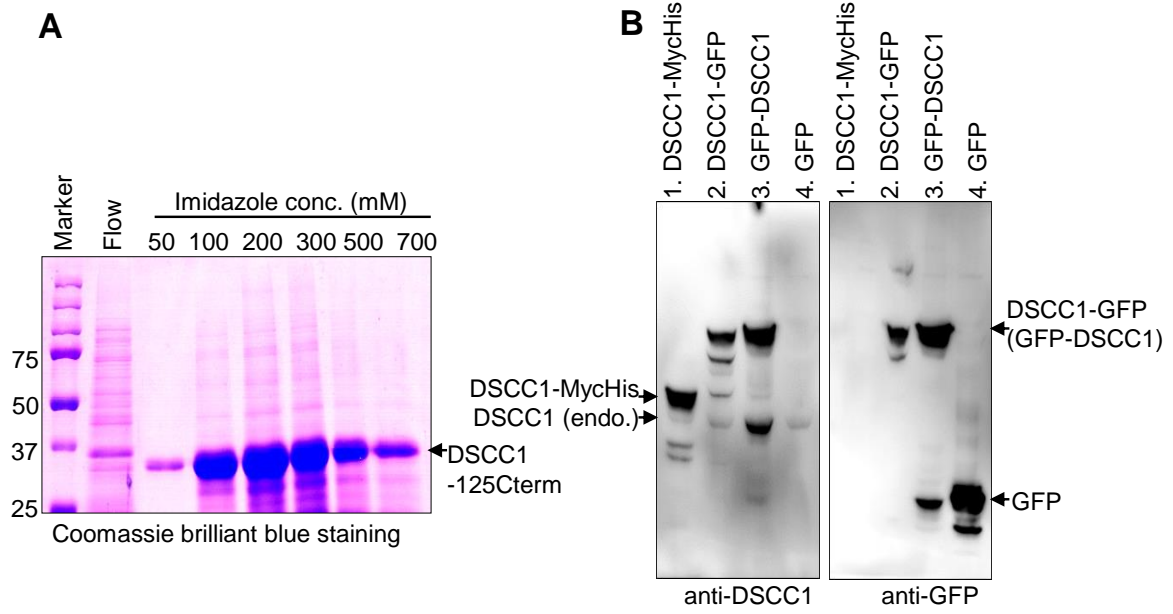 A
Marker
Flow
Imidazole conc. (mM)
50 100 200 300 500 700
75
50
37
25
DSCC1
-125Cterm
Coomassie brilliant blue staining
B
1. DSCC1-MycHis
2. DSCC1-GFP
3. GFP-DSCC1
4. GFP
1. DSCC1-MycHis
2. DSCC1-GFP
3. GFP-DSCC1
4. GFP
DSCC1-MycHis
DSCC1 (endo.)
DSCC1-GFP
(GFP-DSCC1)
GFP
anti-DSCC1
anti-GFP